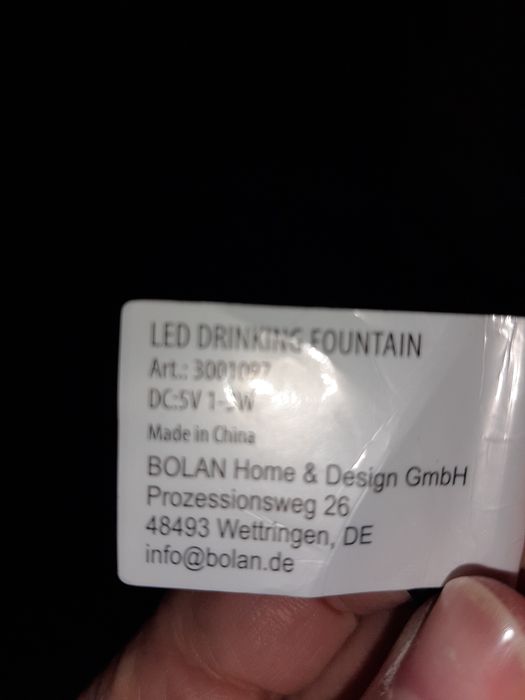 LED DRINKING FOUNTAIN
Art.: 3001097
DC:5V
Made in China
BOLAN Home & Design GmbH
Prozessionsweg 26
48493 Wettringen, DE
info@bolan.de